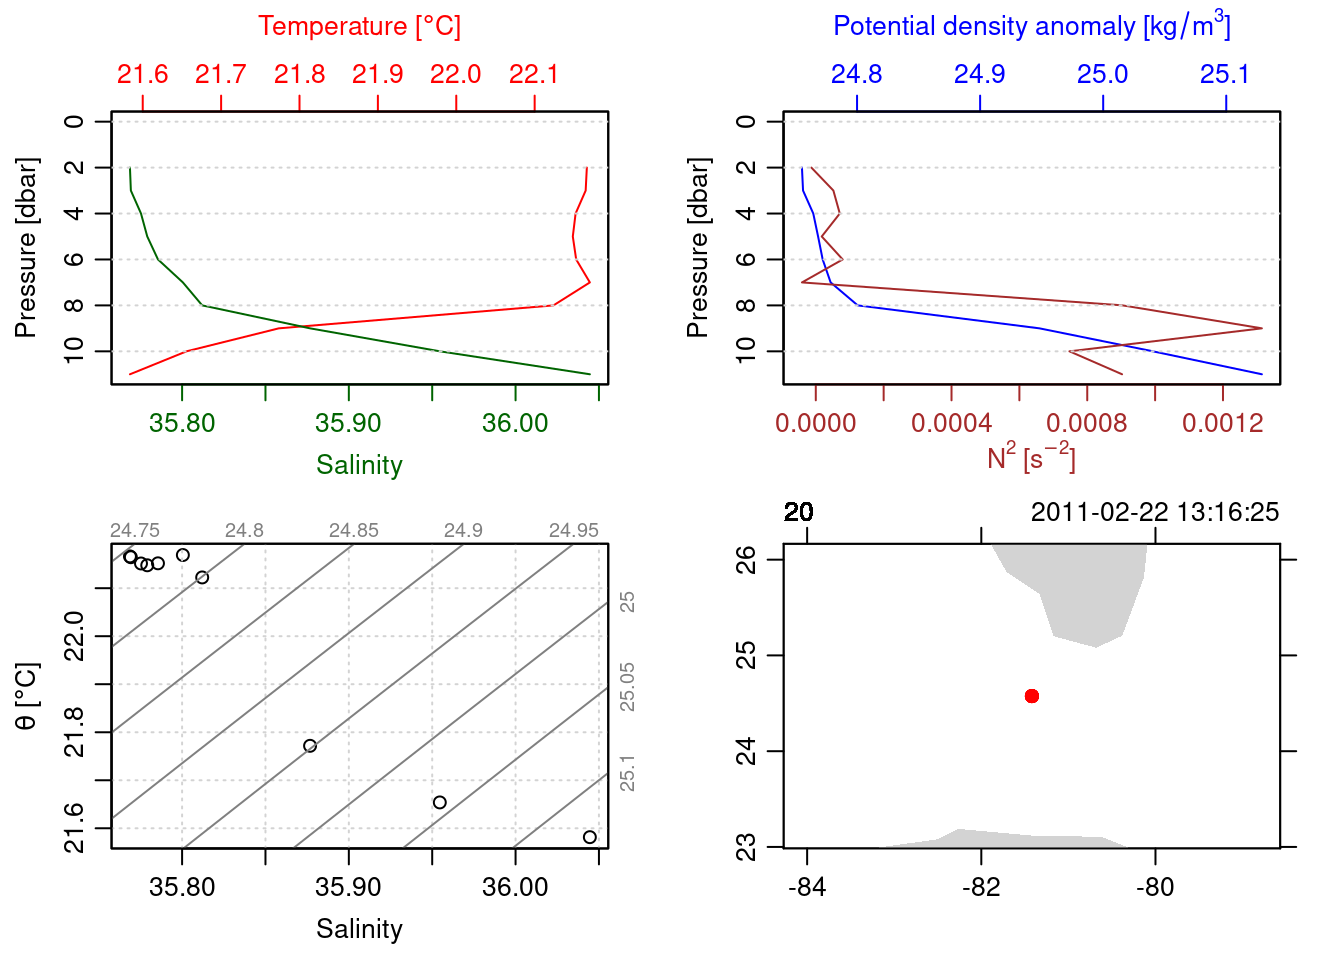 Temperature [°C]
21.6 21.7 21.8 21.9 22.0 22.1
Pressure [dbar]
0
2
4
6
8
10
35.80 35.90 36.00
Salinity
Potential density anomaly [kg/m³]
24.8 24.9 25.0 25.1
Pressure [dbar]
0
2
4
6
8
10
0.0000 0.0004 0.0008 0.0012
N² [s⁻²]
24.75 24.8 24.85 24.9 24.95
25
25.05
25.1
θ [°C]
22.0
21.8
21.6
35.80 35.90 36.00
Salinity
20 2011-02-22 13:16:25
26
25
24
23
-84 -82 -80